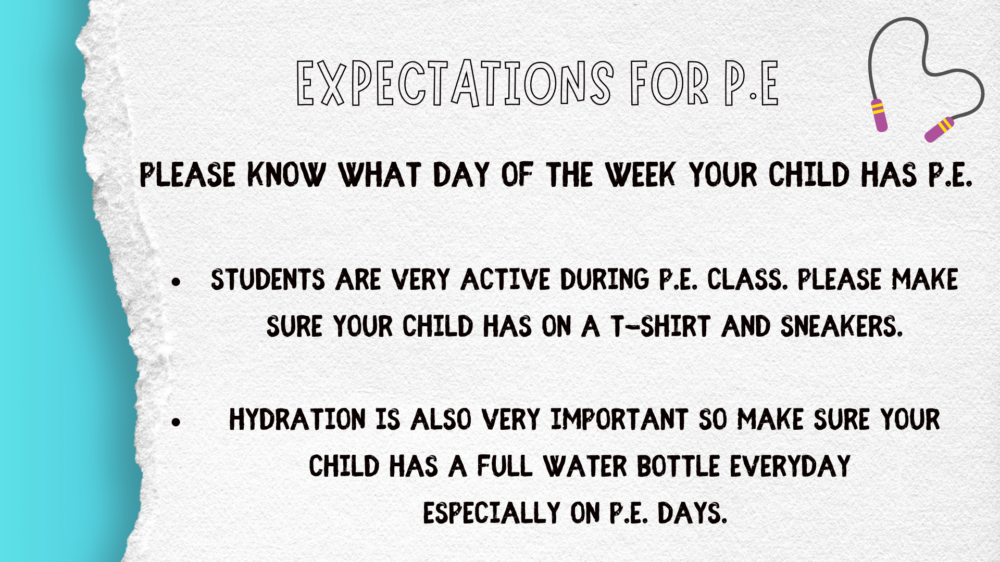 EXPECTATIONS FOR P.E
PLEASE KNOW WHAT DAY OF THE WEEK YOUR CHILD HAS P.E.
• STUDENTS ARE VERY ACTIVE DURING P.E. CLASS. PLEASE MAKE
SURE YOUR CHILD HAS ON A T-SHIRT AND SNEAKERS.
• HYDRATION IS ALSO VERY IMPORTANT SO MAKE SURE YOUR
CHILD HAS A FULL WATER BOTTLE EVERYDAY
ESPECIALLY ON P.E. DAYS.